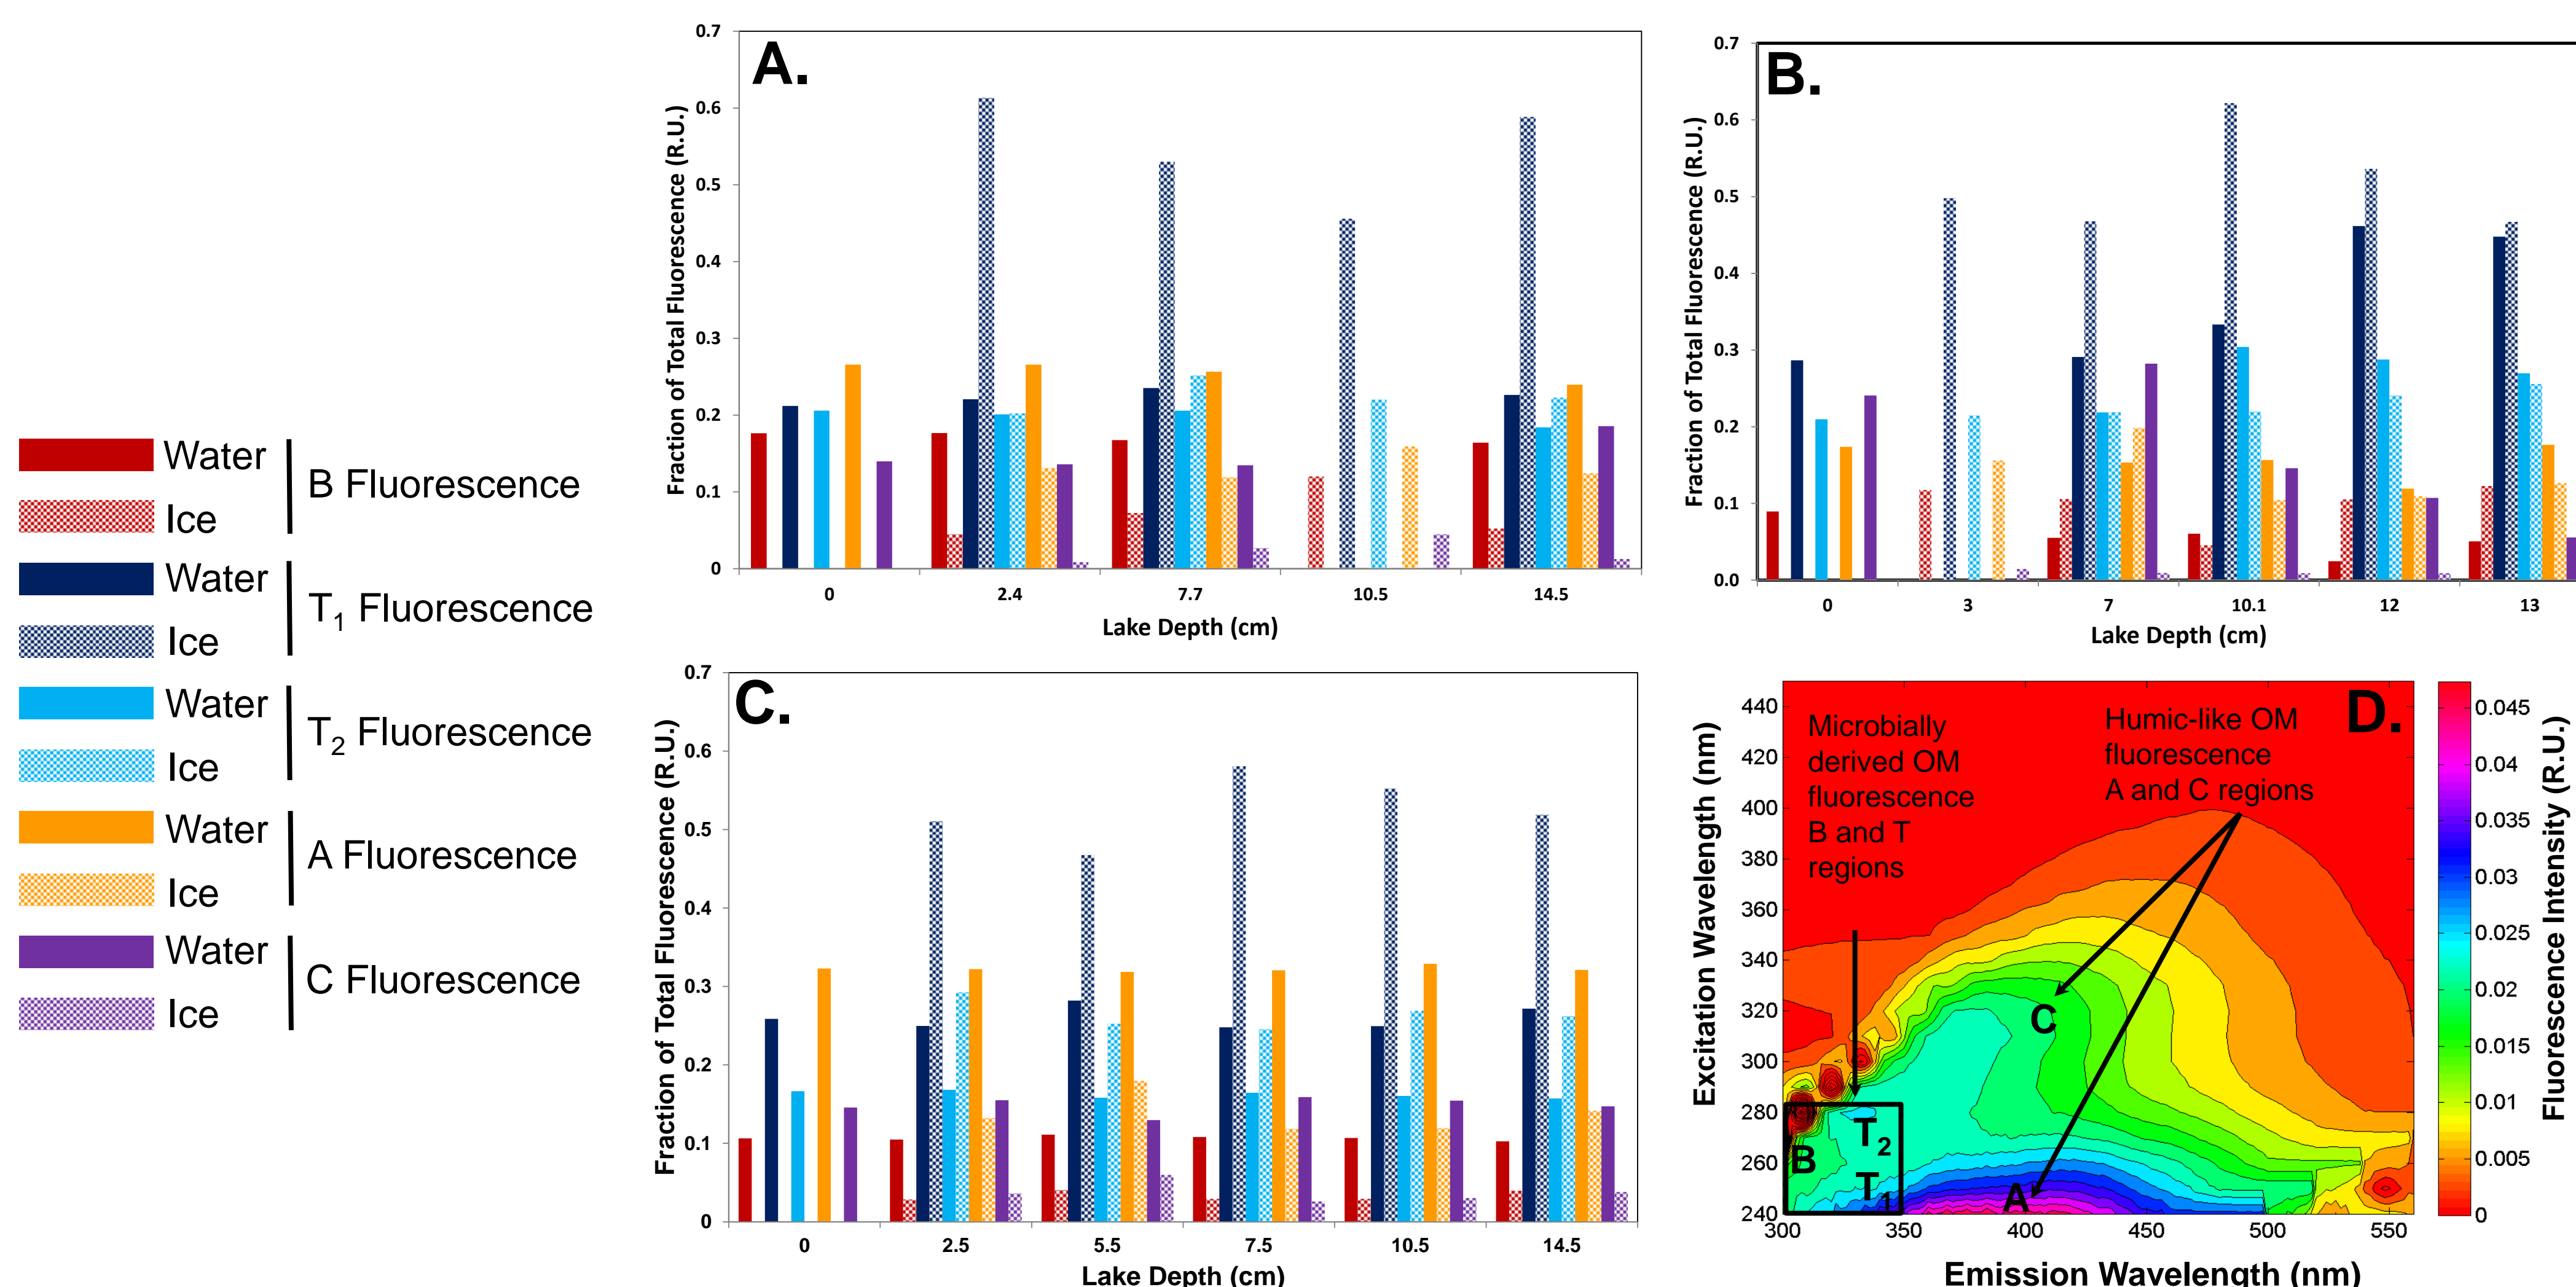 Water
B Fluorescence
Ice
Water
T1 Fluorescence
Ice
Water
T2 Fluorescence
Ice
Water
A Fluorescence
Ice
Water
C Fluorescence
Ice
A.
Fraction of Total Fluorescence (R.U.)
0.7
0.6
0.5
0.4
0.3
0.2
0.1
0
0 2.4 7.7 10.5 14.5
Lake Depth (cm)
B.
Fraction of Total Fluorescence (R.U.)
0.7
0.6
0.5
0.4
0.3
0.2
0.1
0.0
0 3 7 10.1 12 13
Lake Depth (cm)
C.
Fraction of Total Fluorescence (R.U.)
0.7
0.6
0.5
0.4
0.3
0.2
0.1
0
0 2.5 5.5 7.5 10.5 14.5
Lake Depth (cm)
D.
Excitation Wavelength (nm)
440
420
400
380
360
340
320
300
280
260
240
Microbially
derived OM
fluorescence
B and T
regions
Humic-like OM
fluorescence
A and C regions
C
T2
B
T1
A
300 350 400 450 500 550
Emission Wavelength (nm)
0.045
0.04
0.035
0.03
0.025
0.02
0.015
0.01
0.005
0
Fluorescence Intensity (R.U.)